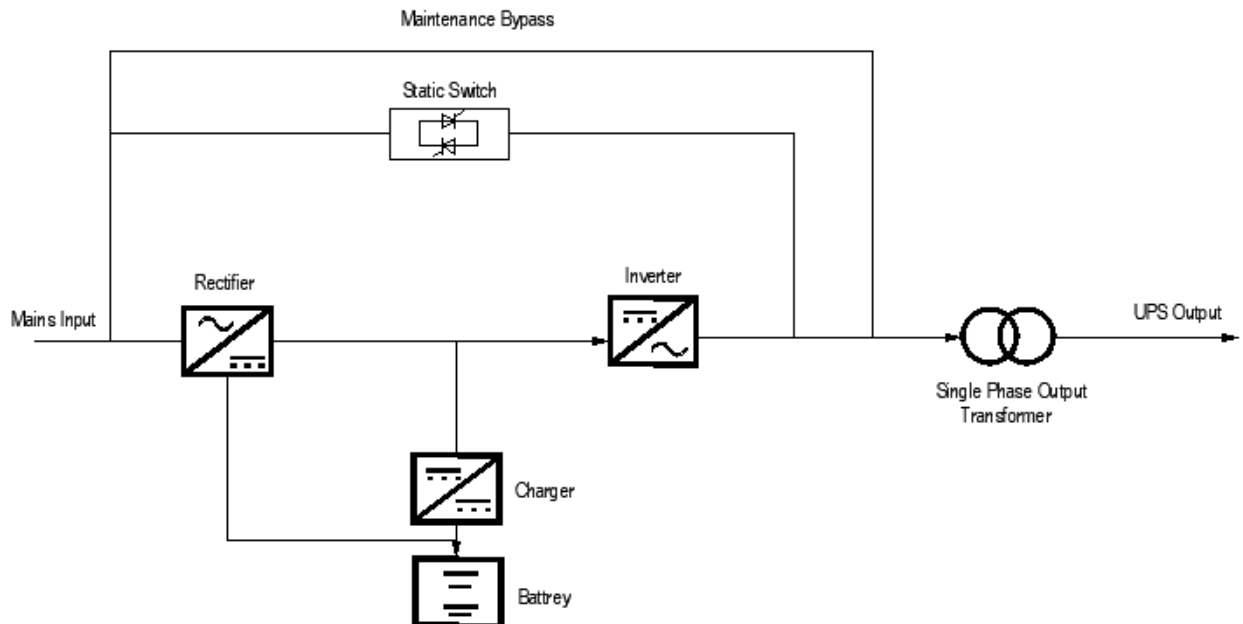 Maintenance Bypass
Static Switch
Rectifier
Inverter
Mains Input
UPS Output
Single Phase Output
Transformer
Charger
Battrey